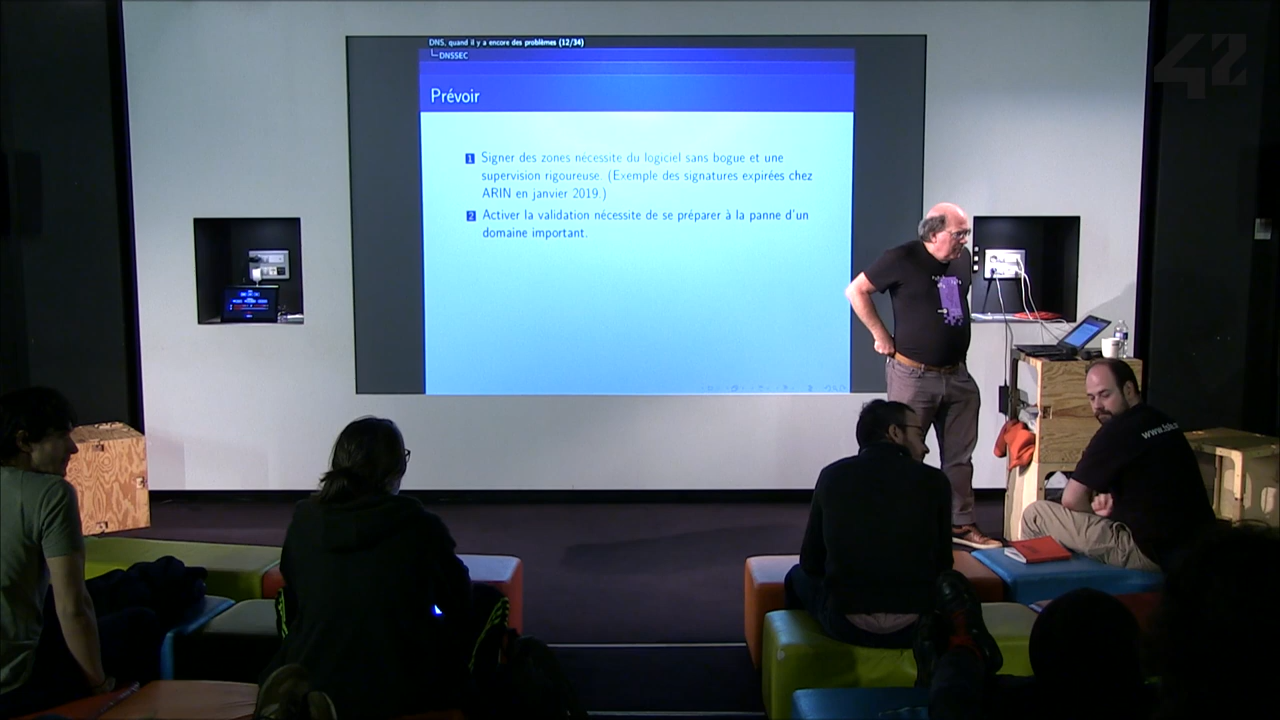 DNS, quand il y a encore des problèmes (12/34)
DNSSEC
Prévoir
1 Signer des zones nécessite du logiciel sans bogue et une
supervision rigoureuse. (Exemple des signatures expirées chez
ARIN en janvier 2019.)
2 Activer la validation nécessite de se préparer à la panne d'un
domaine important.
42